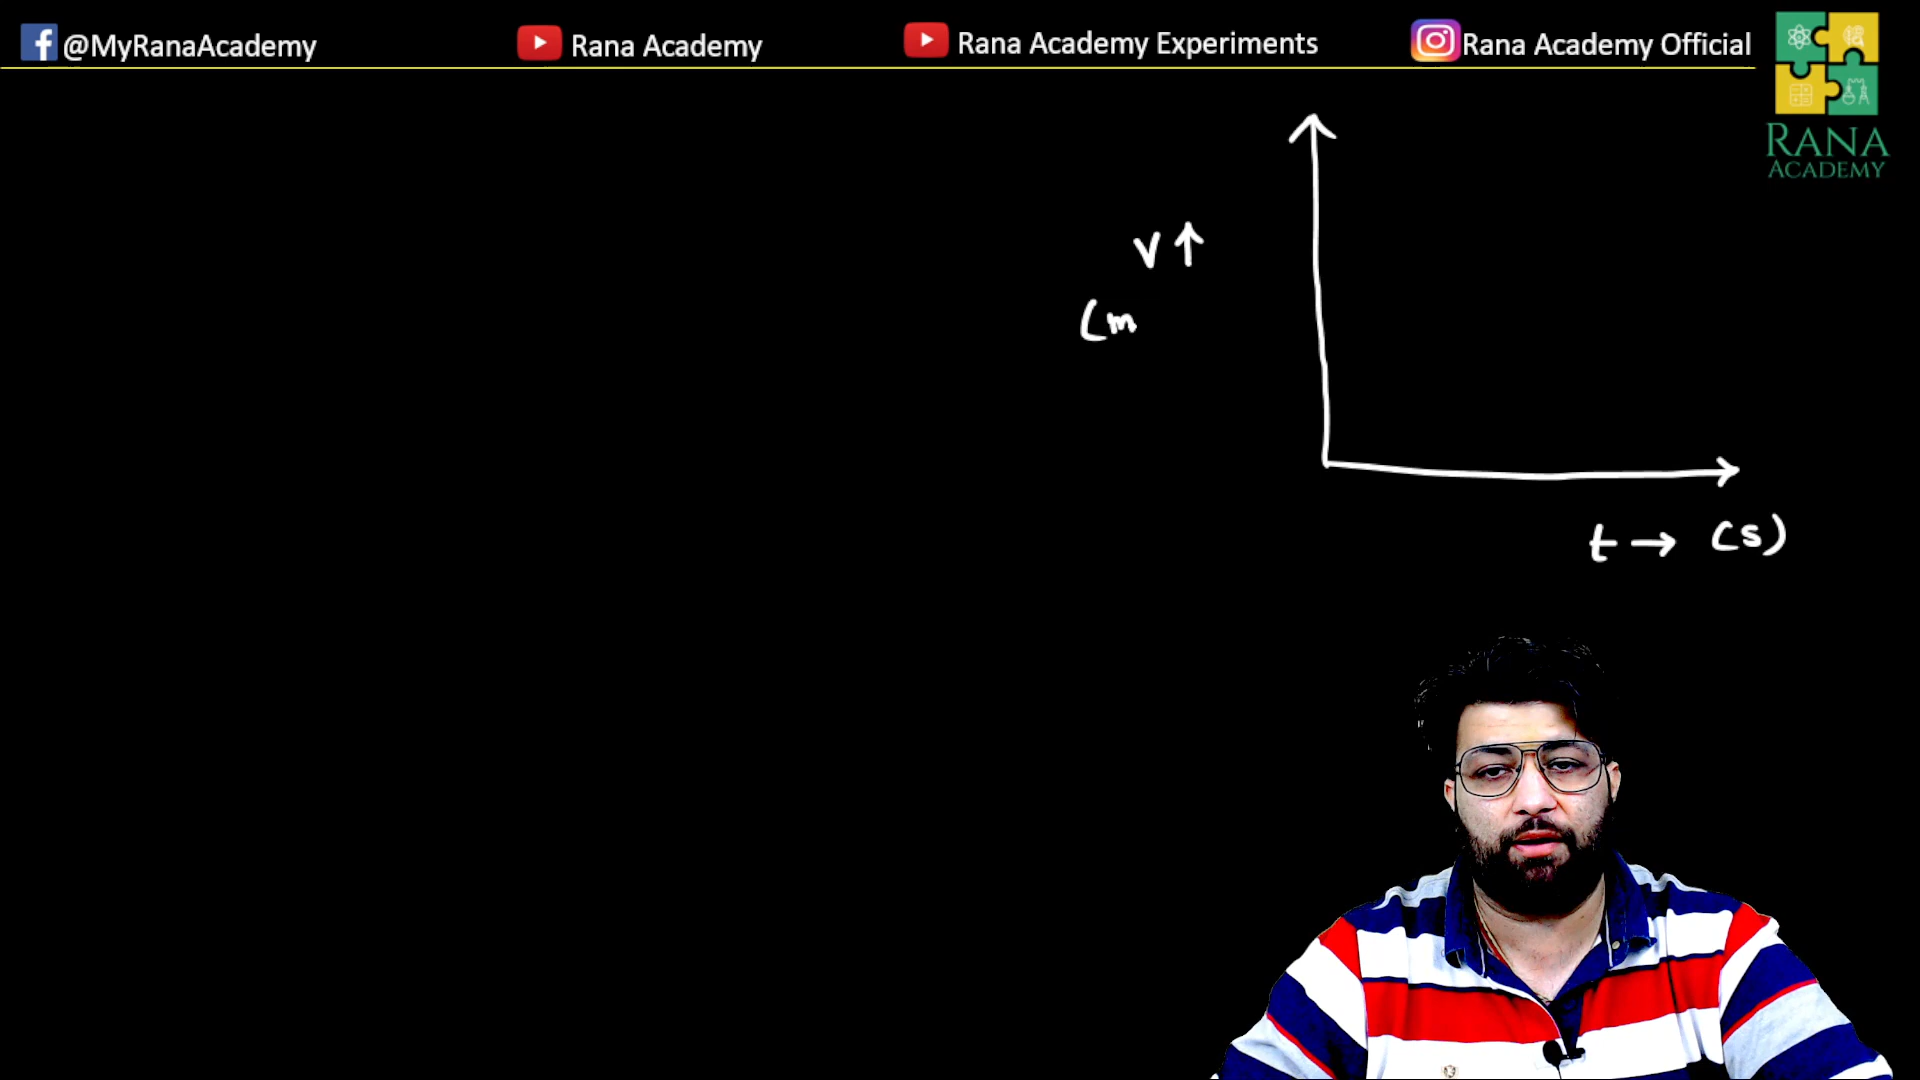 @MyRanaAcademy
Rana Academy
Rana Academy Experiments
Rana Academy Official
RANA
ACADEMY
v ↑
(m
t → (s)